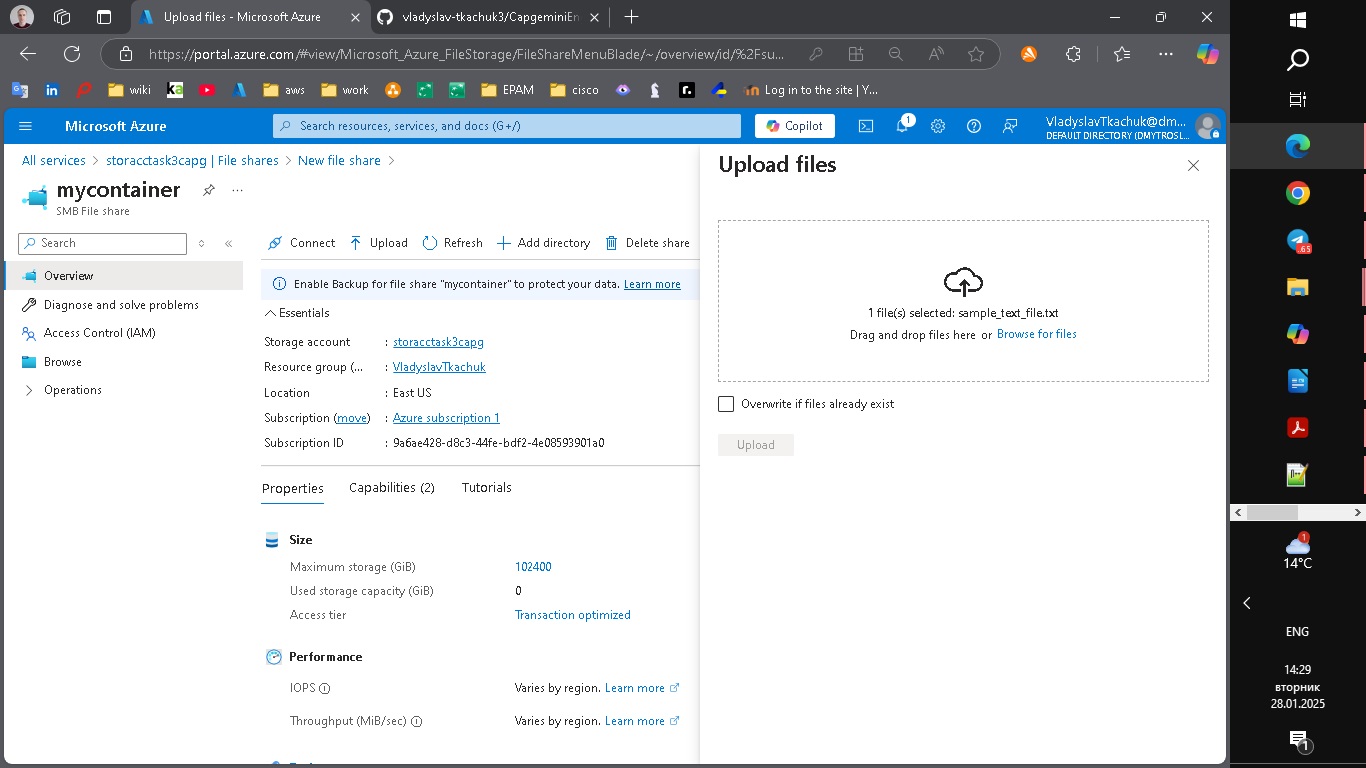 Upload files - Microsoft Azure
vladyslav-tkachuk3/CapgeminiEn
https://portal.azure.com/#view/Microsoft_Azure_FileStorage/FileShareMenuBlade/~/overview/id/%2Fsu...
wiki
ka
aws
work
EPAM
cisco
r.
in Log in to the site | Y...
Microsoft Azure
Search resources, services, and docs (G+/)
Copilot
1
VladyslavTkachuk@dm...
DEFAULT DIRECTORY (DMYTROSL...
All services > storacctask3capg | File shares > New file share >
mycontainer
...
SMB File share
Search
Overview
Diagnose and solve problems
Access Control (IAM)
Browse
Operations
Connect
Upload
Refresh
Add directory
Delete share
Enable Backup for file share "mycontainer" to protect your data. Learn more
Essentials
Storage account : storacctask3capg
Resource group (... : VladyslavTkachuk
Location : East US
Subscription (move) : Azure subscription 1
Subscription ID : 9a6ae428-d8c3-44fe-bdf2-4e08593901a0
Properties
Capabilities (2)
Tutorials
Size
Maximum storage (GiB) 102400
Used storage capacity (GiB) 0
Access tier Transaction optimized
Performance
IOPS Varies by region. Learn more
Throughput (MiB/sec) Varies by region. Learn more
Upload files
1 file(s) selected: sample_text_file.txt
Drag and drop files here or Browse for files
Overwrite if files already exist
Upload
65
1
14°C
ENG
14:29
вторник
28.01.2025
1